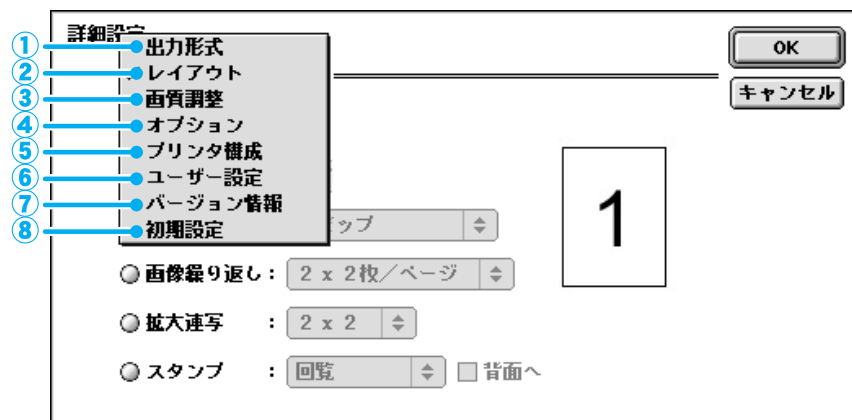 詳細設定
OK
キャンセル
① 出力形式
② レイアウト
③ 画質調整
④ オプション
⑤ プリンタ構成
⑥ ユーザー設定
⑦ バージョン情報
⑧ 初期設定
1
画像繰り返し： 2 x 2枚／ページ
拡大連写 ： 2 x 2
スタンプ ： 回覧 背面へ